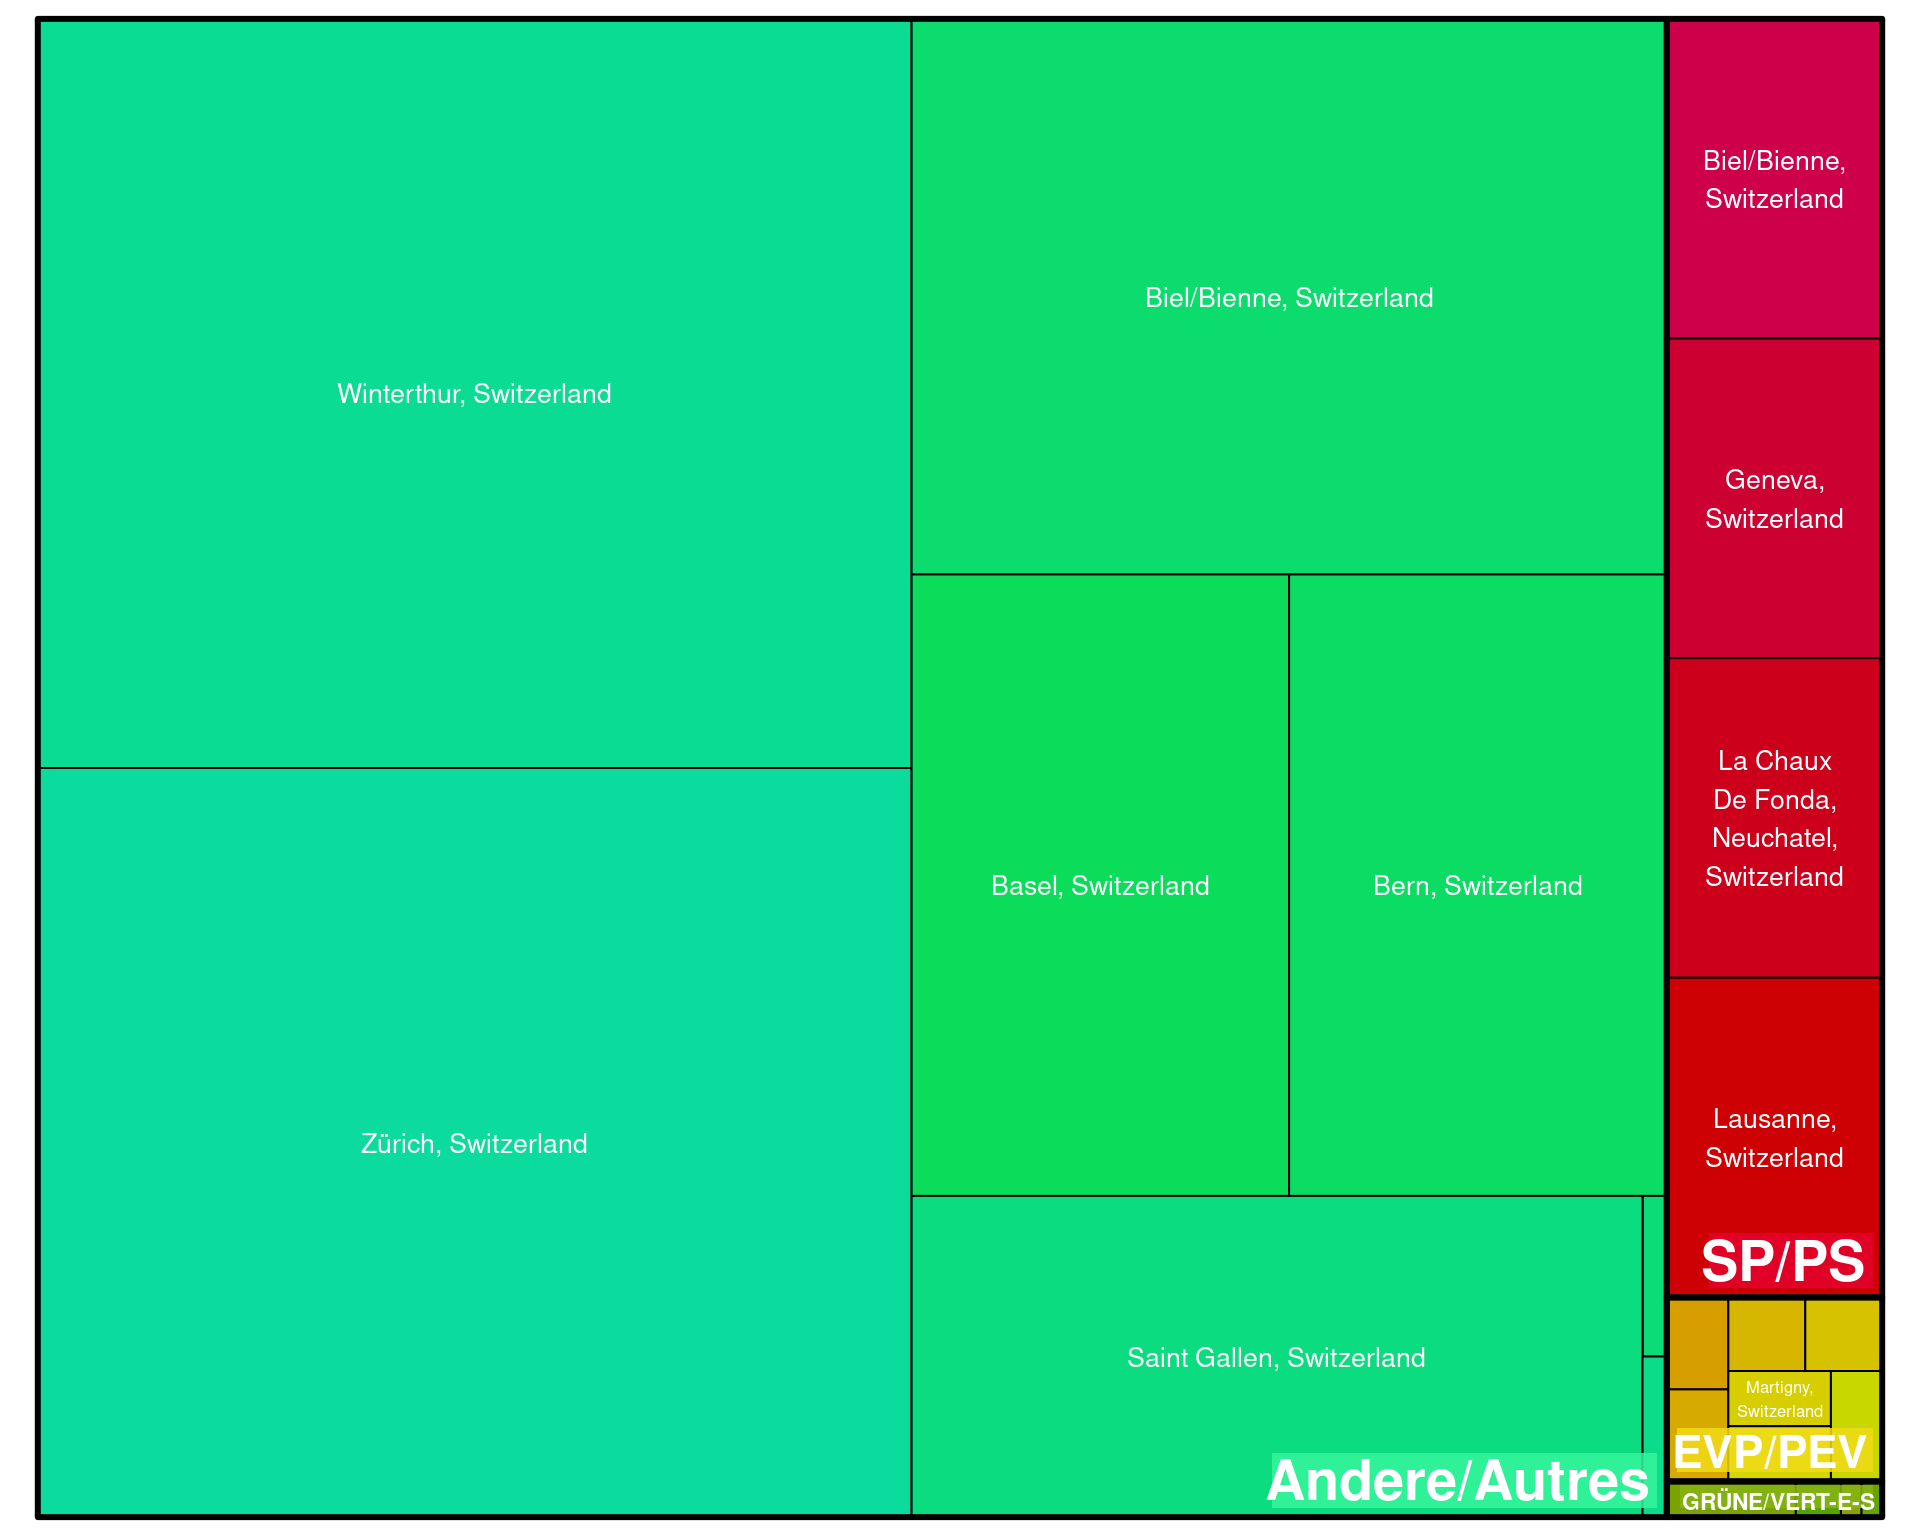 Winterthur, Switzerland
Zürich, Switzerland
Biel/Bienne, Switzerland
Basel, Switzerland
Bern, Switzerland
Saint Gallen, Switzerland
Andere/Autres
Biel/Bienne,
Switzerland
Geneva,
Switzerland
La Chaux
De Fonda,
Neuchatel,
Switzerland
Lausanne,
Switzerland
SP/PS
Martigny,
Switzerland
EVP/PEV
GRÜNE/VERT-E-S